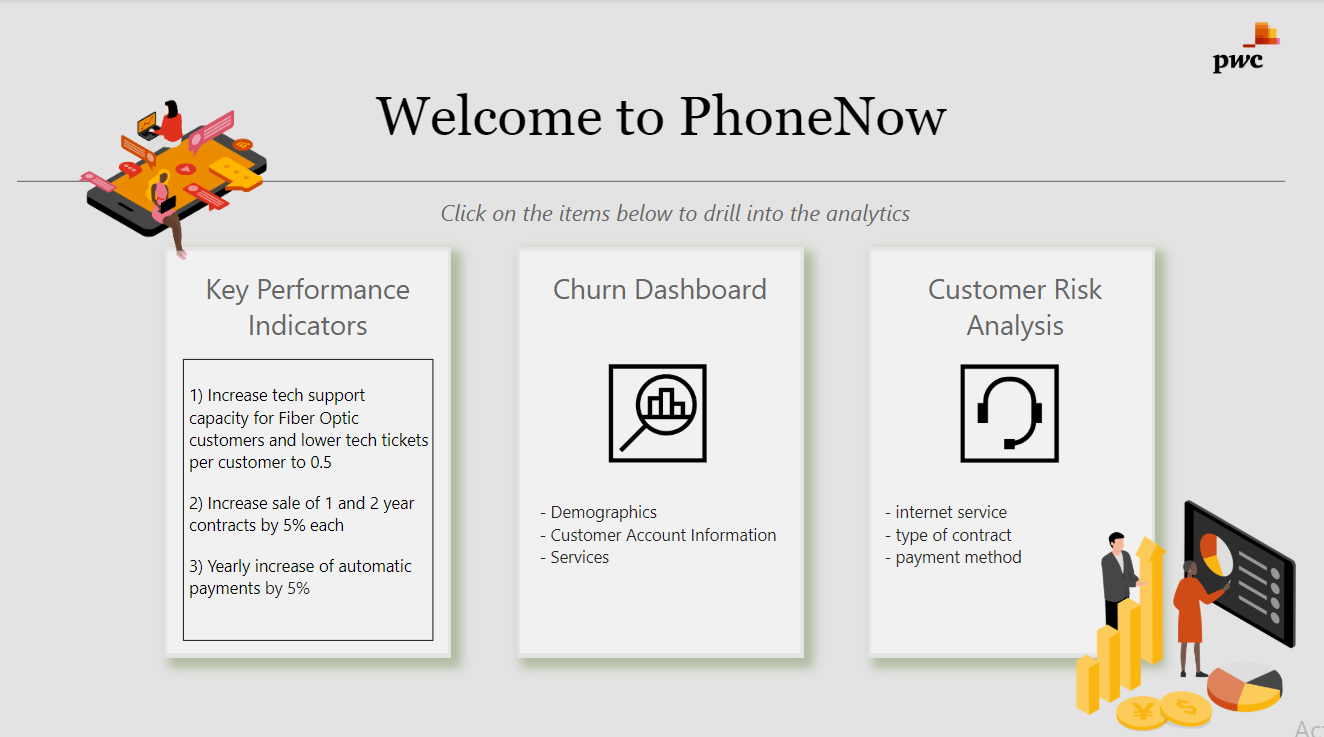 pwc
Welcome to PhoneNow
Click on the items below to drill into the analytics
Key Performance
Indicators
1) Increase tech support
capacity for Fiber Optic
customers and lower tech tickets
per customer to 0.5
2) Increase sale of 1 and 2 year
contracts by 5% each
3) Yearly increase of automatic
payments by 5%
Churn Dashboard
- Demographics
- Customer Account Information
- Services
Customer Risk
Analysis
- internet service
- type of contract
- payment method
¥
$